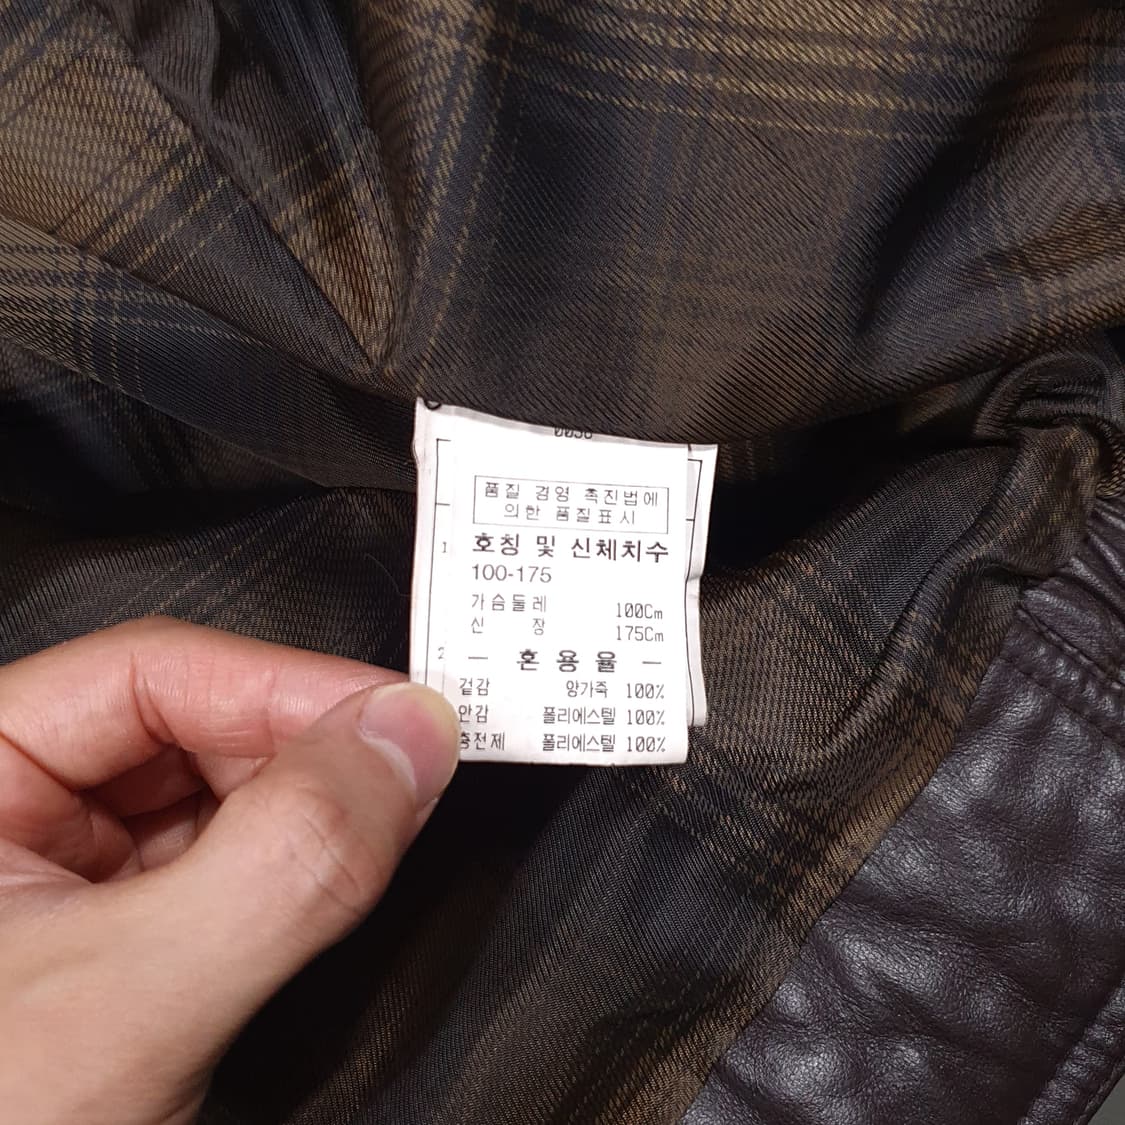 0038
품질 경영 촉진법에
의한 품질표시
호칭 및 신체치수
100-175
가슴둘레 100Cm
신 장 175Cm
— 혼 용 율 —
겉감 양가죽 100%
안감 폴리에스텔 100%
충전제 폴리에스텔 100%
1
2